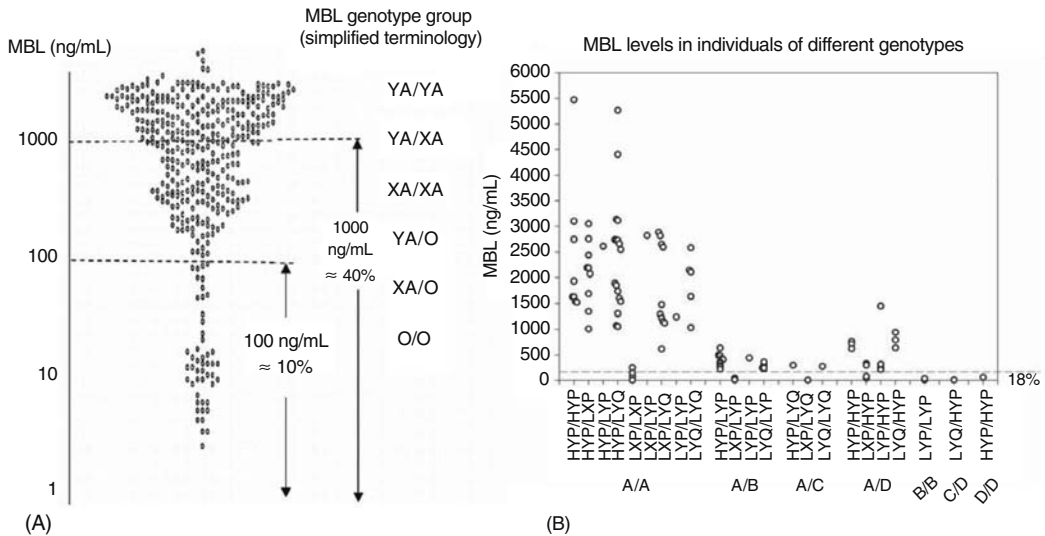 (A)
MBL genotype group
(simplified terminology)
MBL (ng/mL)
1000
100
10
1
YA/YA
YA/XA
XA/XA
YA/O
XA/O
O/O
1000
ng/mL
≈ 40%
100 ng/mL
≈ 10%
MBL levels in individuals of different genotypes
MBL (ng/mL)
6000
5500
5000
4500
4000
3500
3000
2500
2000
1500
1000
500
0
18%
HYP/HYP
HYP/LXP
HYP/LYP
HYP/LYQ
LXP/LXP
LXP/LYP
LXP/LYQ
LYP/LYQ
LYQ/LYQ
HYP/LYP
LXP/LYP
LYP/LYP
LYQ/LYP
HYP/LYQ
LXP/LYQ
LYQ/LYQ
HYP/HYP
LXP/HYP
LYP/HYP
LYQ/HYP
LYP/LYP
LYQ/HYP
HYP/HYP
A/A
A/B
A/C
A/D
B/B
C/D
D/D
(B)